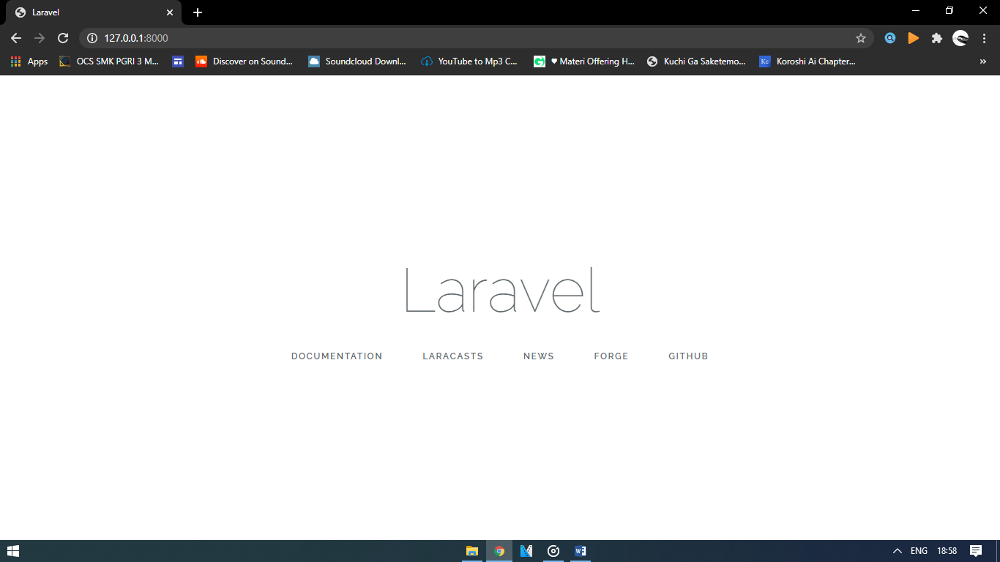 Laravel
127.0.0.1:8000
Apps OCS SMK PGRI 3 M... Discover on Sound... Soundcloud Downl... YouTube to Mp3 C... ♥ Materi Offering H... Kc Kuchi Ga Saketemo... Koroshi Ai Chapter... »
Laravel
DOCUMENTATION LARACASTS NEWS FORGE GITHUB
ENG 18:58